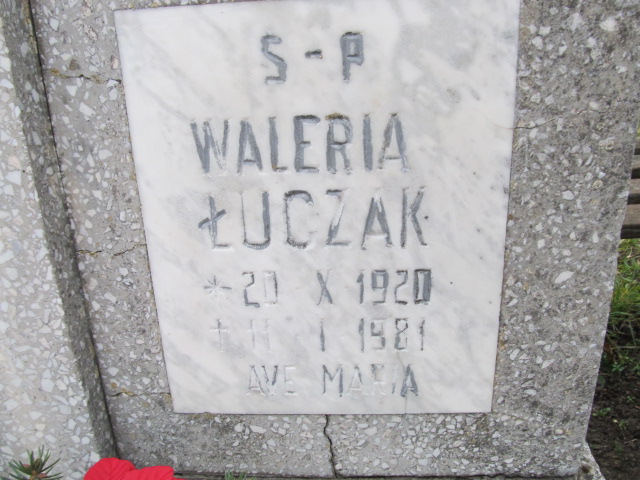 S-P
WALERIA
ŁUCZAK
* 20 X 1920
† 11 I 1981
AVE MARIA